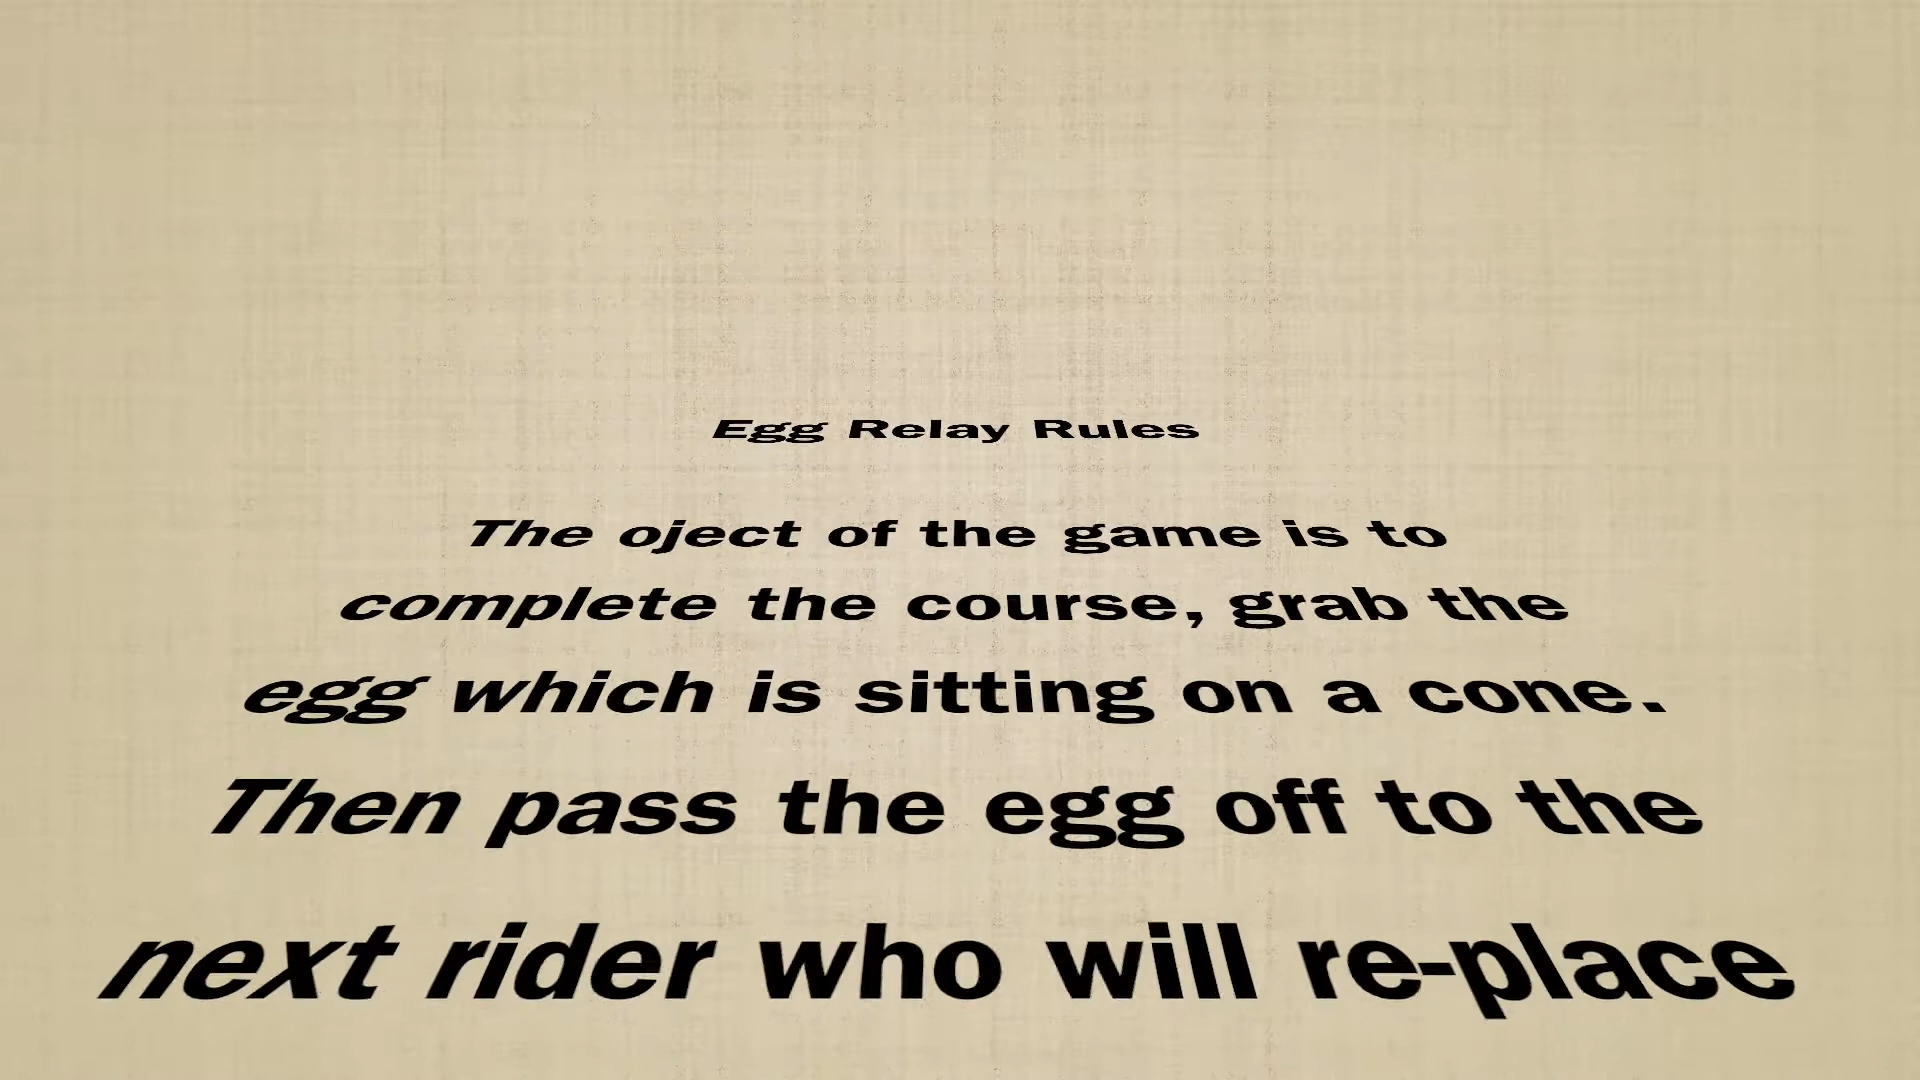 Egg Relay Rules
The oject of the game is to
complete the course, grab the
egg which is sitting on a cone.
Then pass the egg off to the
next rider who will re-place